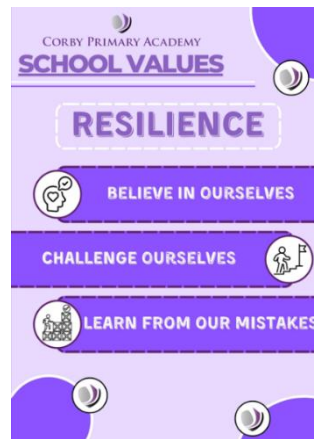 CORBY PRIMARY ACADEMY
SCHOOL VALUES
RESILIENCE
BELIEVE IN OURSELVES
CHALLENGE OURSELVES
LEARN FROM OUR MISTAKES